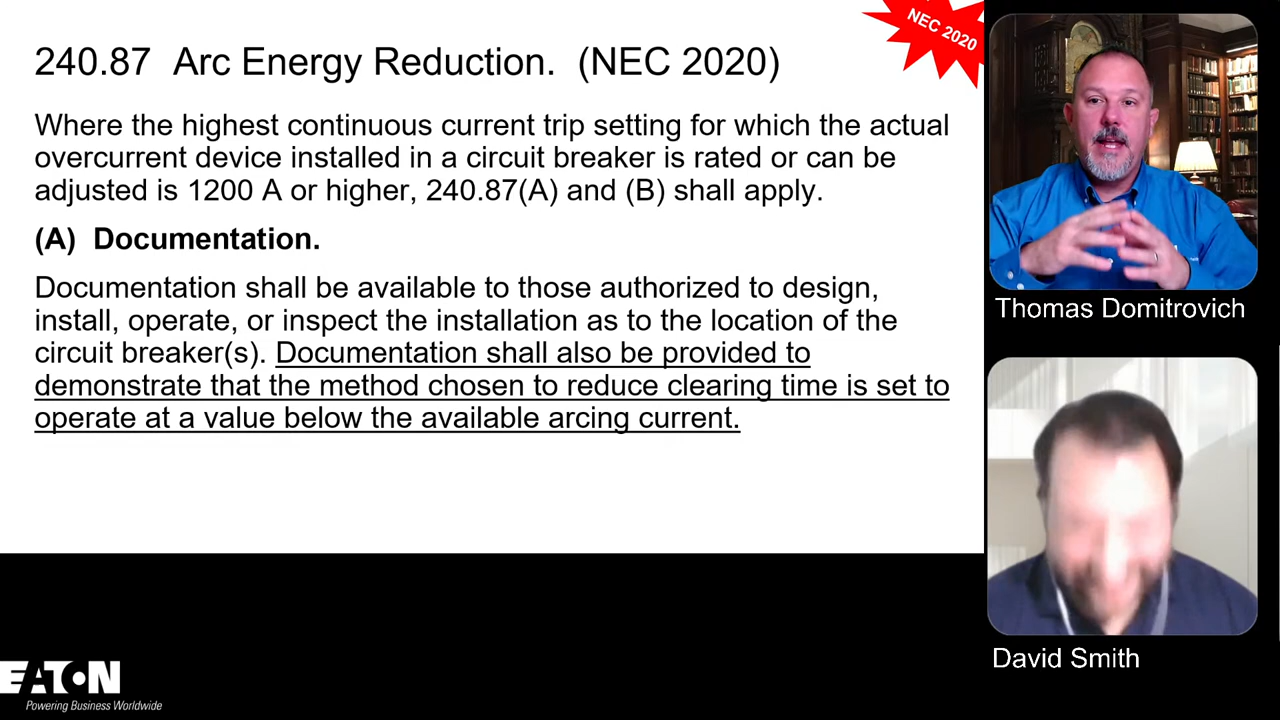 NEC 2020
240.87 Arc Energy Reduction. (NEC 2020)
Where the highest continuous current trip setting for which the actual
overcurrent device installed in a circuit breaker is rated or can be
adjusted is 1200 A or higher, 240.87(A) and (B) shall apply.
(A) Documentation.
Documentation shall be available to those authorized to design,
install, operate, or inspect the installation as to the location of the
circuit breaker(s). Documentation shall also be provided to
demonstrate that the method chosen to reduce clearing time is set to
operate at a value below the available arcing current.
Thomas Domitrovich
David Smith
EATON
Powering Business Worldwide